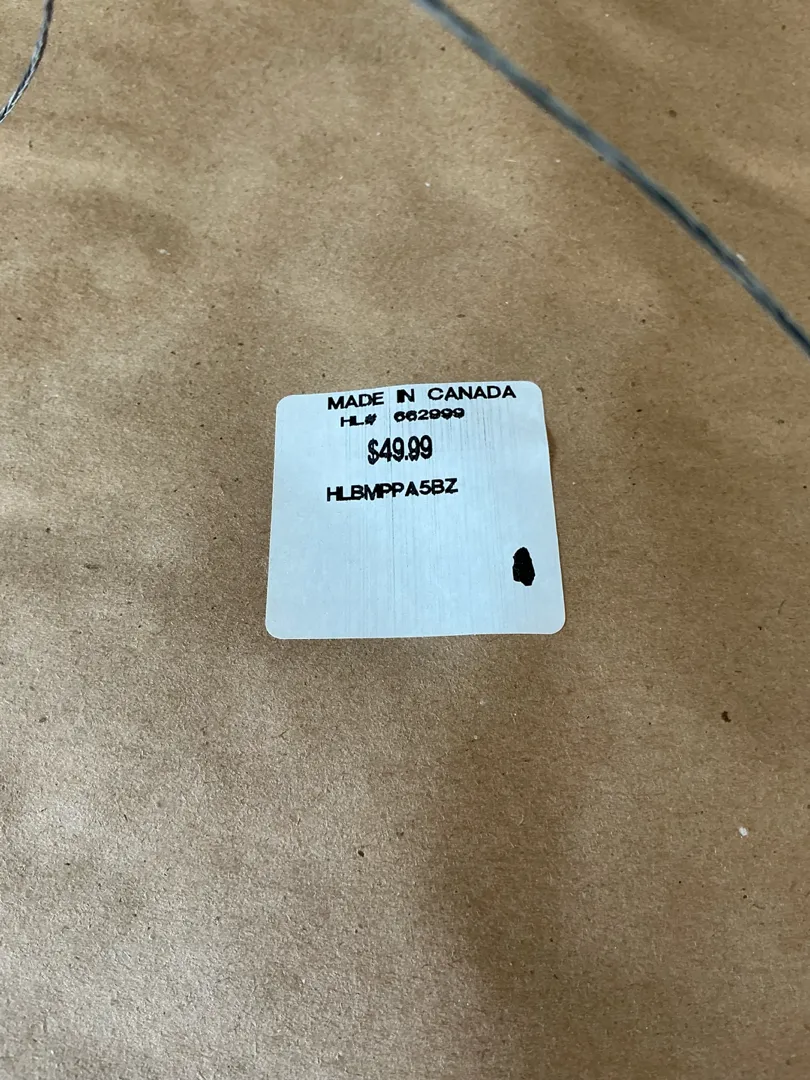 MADE IN CANADA
HL# 662999
$49.99
HLBMPPA5BZ